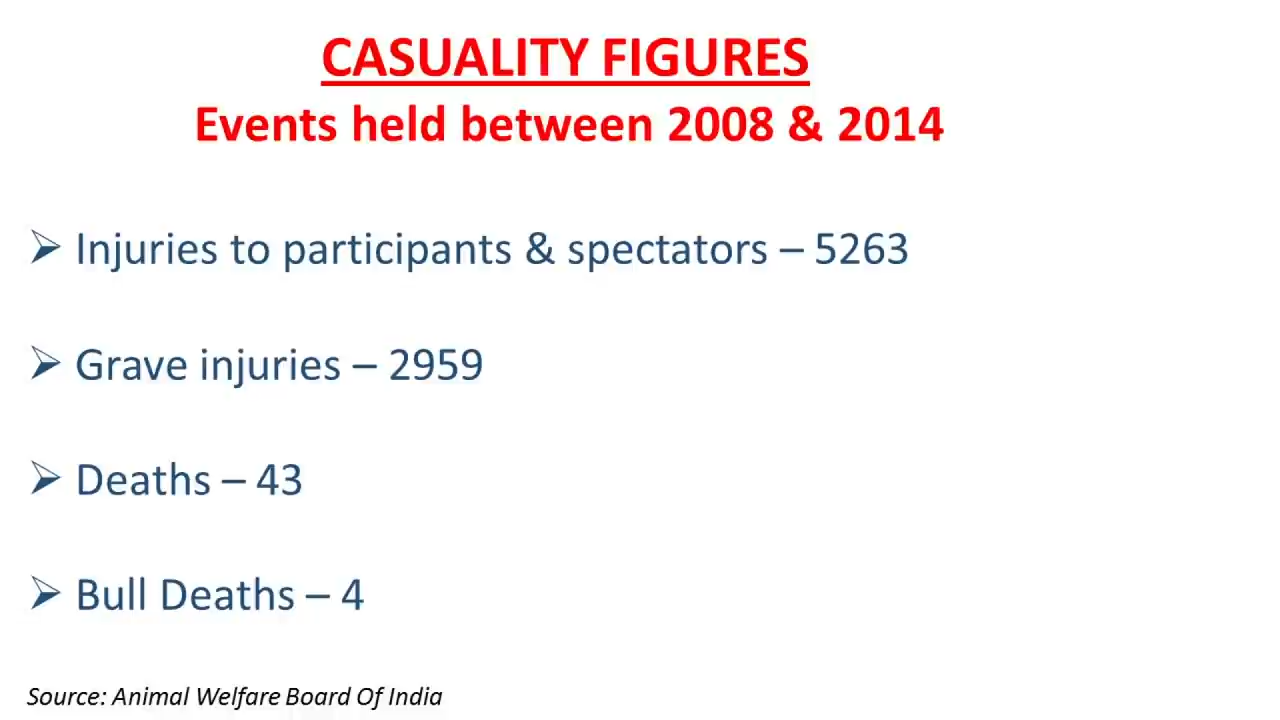 CASUALITY FIGURES
Events held between 2008 & 2014
➢ Injuries to participants & spectators – 5263
➢ Grave injuries – 2959
➢ Deaths – 43
➢ Bull Deaths – 4
Source: Animal Welfare Board Of India